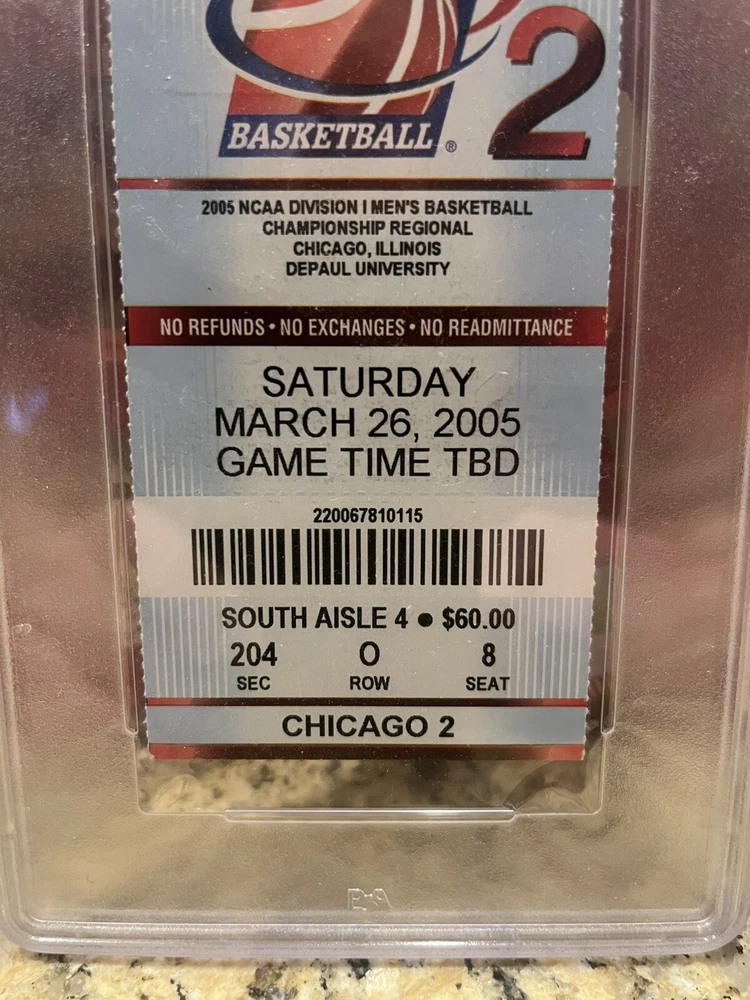 2
BASKETBALL ®
2005 NCAA DIVISION I MEN'S BASKETBALL
CHAMPIONSHIP REGIONAL
CHICAGO, ILLINOIS
DEPAUL UNIVERSITY
NO REFUNDS • NO EXCHANGES • NO READMITTANCE
SATURDAY
MARCH 26, 2005
GAME TIME TBD
220067810115
SOUTH AISLE 4 ● $60.00
204 O 8
SEC ROW SEAT
CHICAGO 2